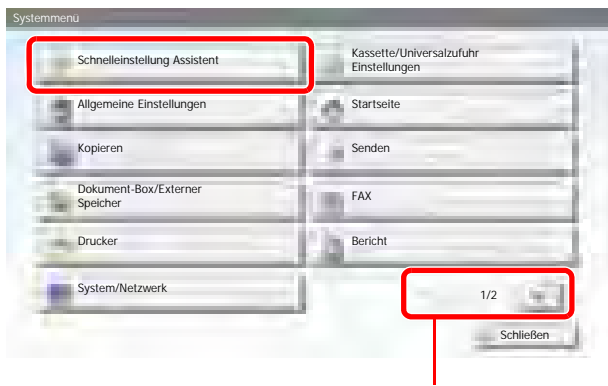 Systemmenü
Schnelleinstellung Assistent
Kassette/Universalzufuhr
Einstellungen
Allgemeine Einstellungen
Startseite
Kopieren
Senden
Dokument-Box/Externer
Speicher
FAX
Drucker
Bericht
System/Netzwerk
1/2
Schließen